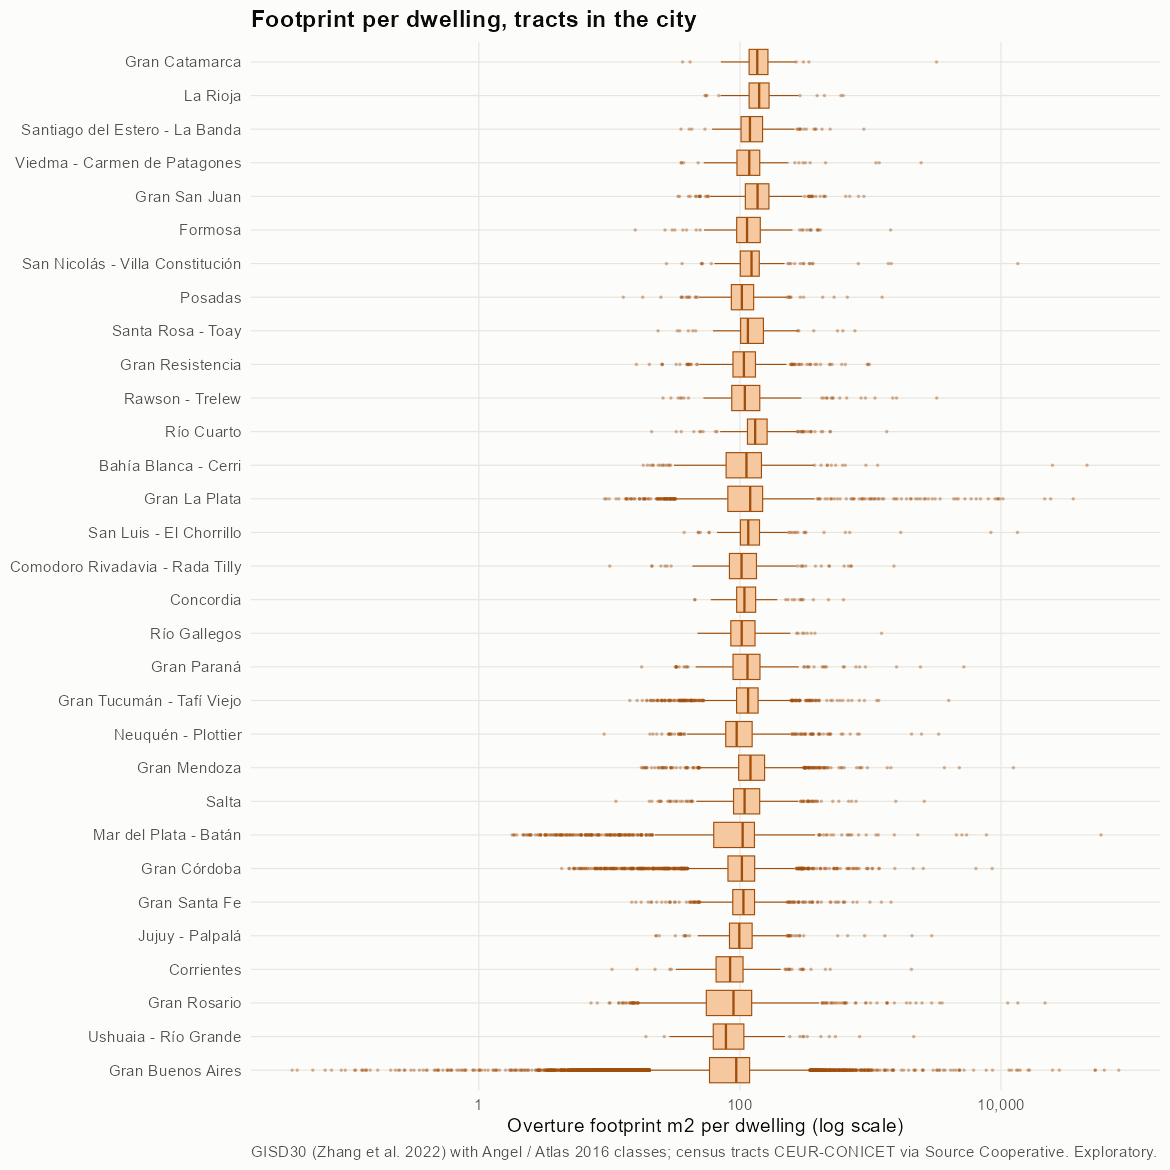 Footprint per dwelling, tracts in the city
Gran Catamarca
La Rioja
Santiago del Estero - La Banda
Viedma - Carmen de Patagones
Gran San Juan
Formosa
San Nicolás - Villa Constitución
Posadas
Santa Rosa - Toay
Gran Resistencia
Rawson - Trelew
Río Cuarto
Bahía Blanca - Cerri
Gran La Plata
San Luis - El Chorrillo
Comodoro Rivadavia - Rada Tilly
Concordia
Río Gallegos
Gran Paraná
Gran Tucumán - Tafí Viejo
Neuquén - Plottier
Gran Mendoza
Salta
Mar del Plata - Batán
Gran Córdoba
Gran Santa Fe
Jujuy - Palpalá
Corrientes
Gran Rosario
Ushuaia - Río Grande
Gran Buenos Aires
1 100 10,000
Overture footprint m2 per dwelling (log scale)
GISD30 (Zhang et al. 2022) with Angel / Atlas 2016 classes; census tracts CEUR-CONICET via Source Cooperative. Exploratory.